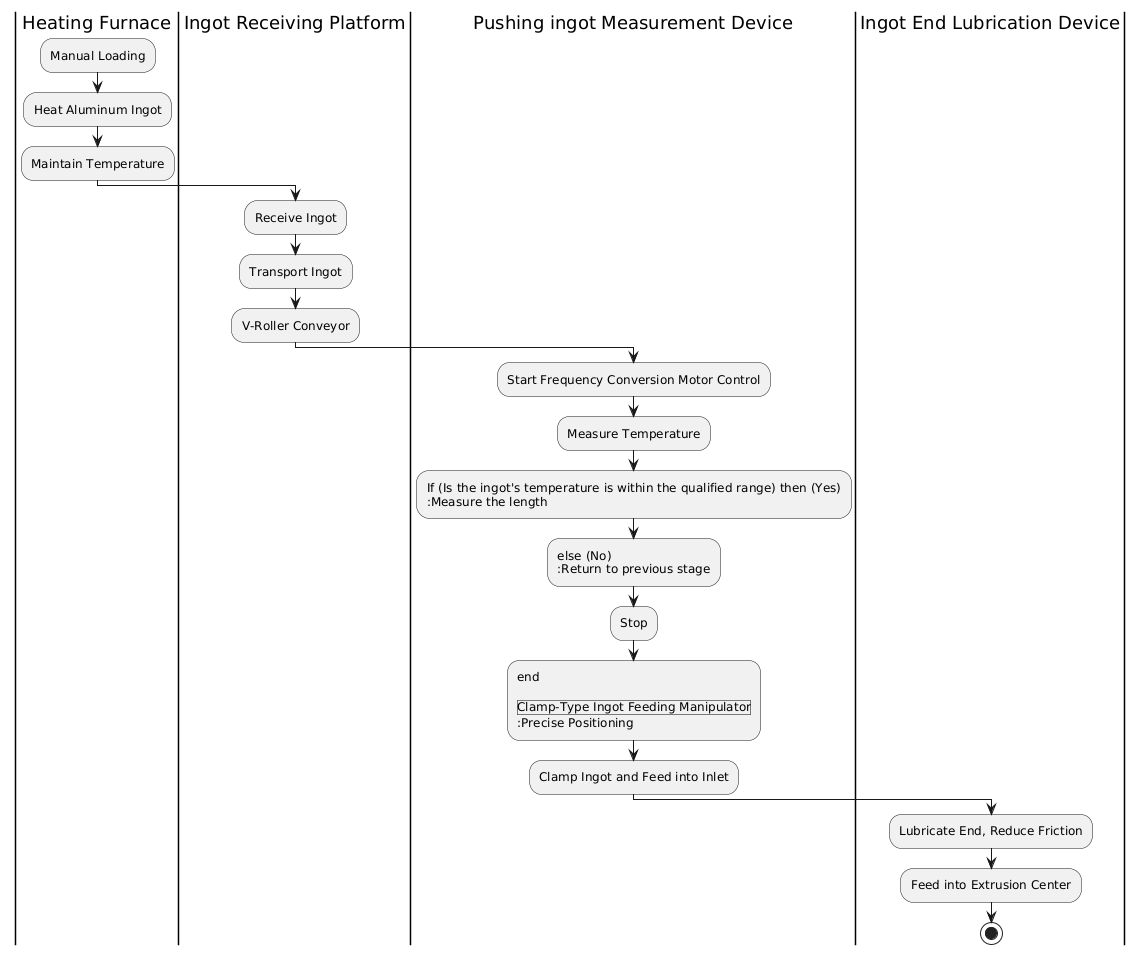 Heating Furnace
Ingot Receiving Platform
Pushing ingot Measurement Device
Ingot End Lubrication Device
Manual Loading
Heat Aluminum Ingot
Maintain Temperature
Receive Ingot
Transport Ingot
V-Roller Conveyor
Start Frequency Conversion Motor Control
Measure Temperature
If (Is the ingot's temperature is within the qualified range) then (Yes)
:Measure the length
else (No)
:Return to previous stage
Stop
end
Clamp-Type Ingot Feeding Manipulator
:Precise Positioning
Clamp Ingot and Feed into Inlet
Lubricate End, Reduce Friction
Feed into Extrusion Center